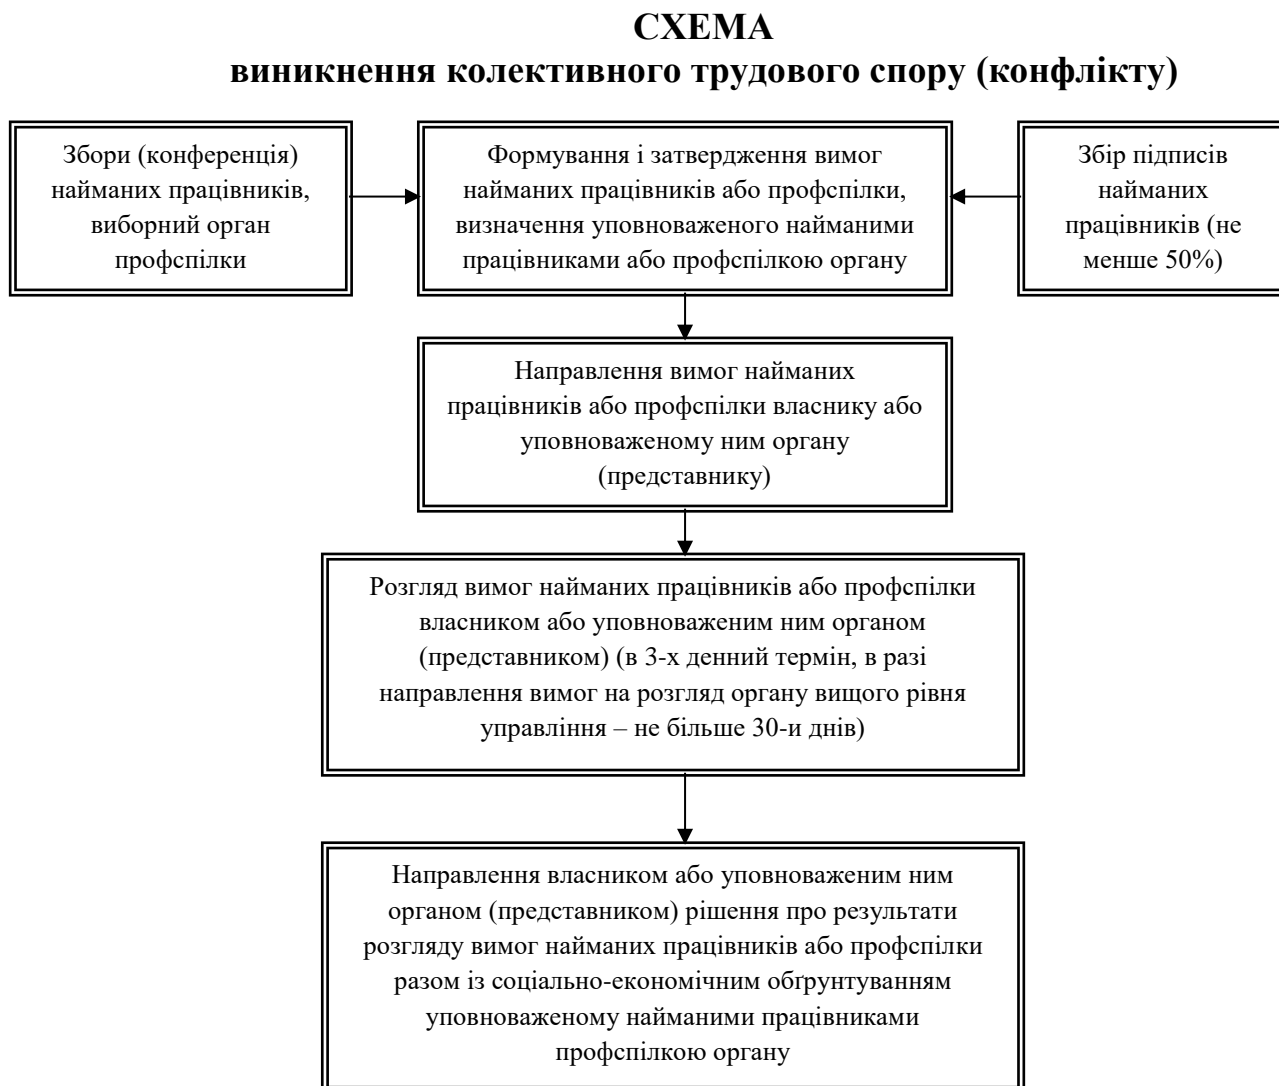 СХЕМА
виникнення колективного трудового спору (конфлікту)
Збори (конференція)
найманих працівників,
виборний орган
профспілки
Формування і затвердження вимог
найманих працівників або профспілки,
визначення уповноваженого найманими
працівниками або профспілкою органу
Збір підписів
найманих
працівників (не
менше 50%)
Направлення вимог найманих
працівників або профспілки власнику або
уповноваженому ним органу
(представнику)
Розгляд вимог найманих працівників або профспілки
власником або уповноваженим ним органом
(представником) (в 3-х денний термін, в разі
направлення вимог на розгляд органу вищого рівня
управління – не більше 30-и днів)
Направлення власником або уповноваженим ним
органом (представником) рішення про результати
розгляду вимог найманих працівників або профспілки
разом із соціально-економічним обґрунтуванням
уповноваженому найманими працівниками
профспілкою органу